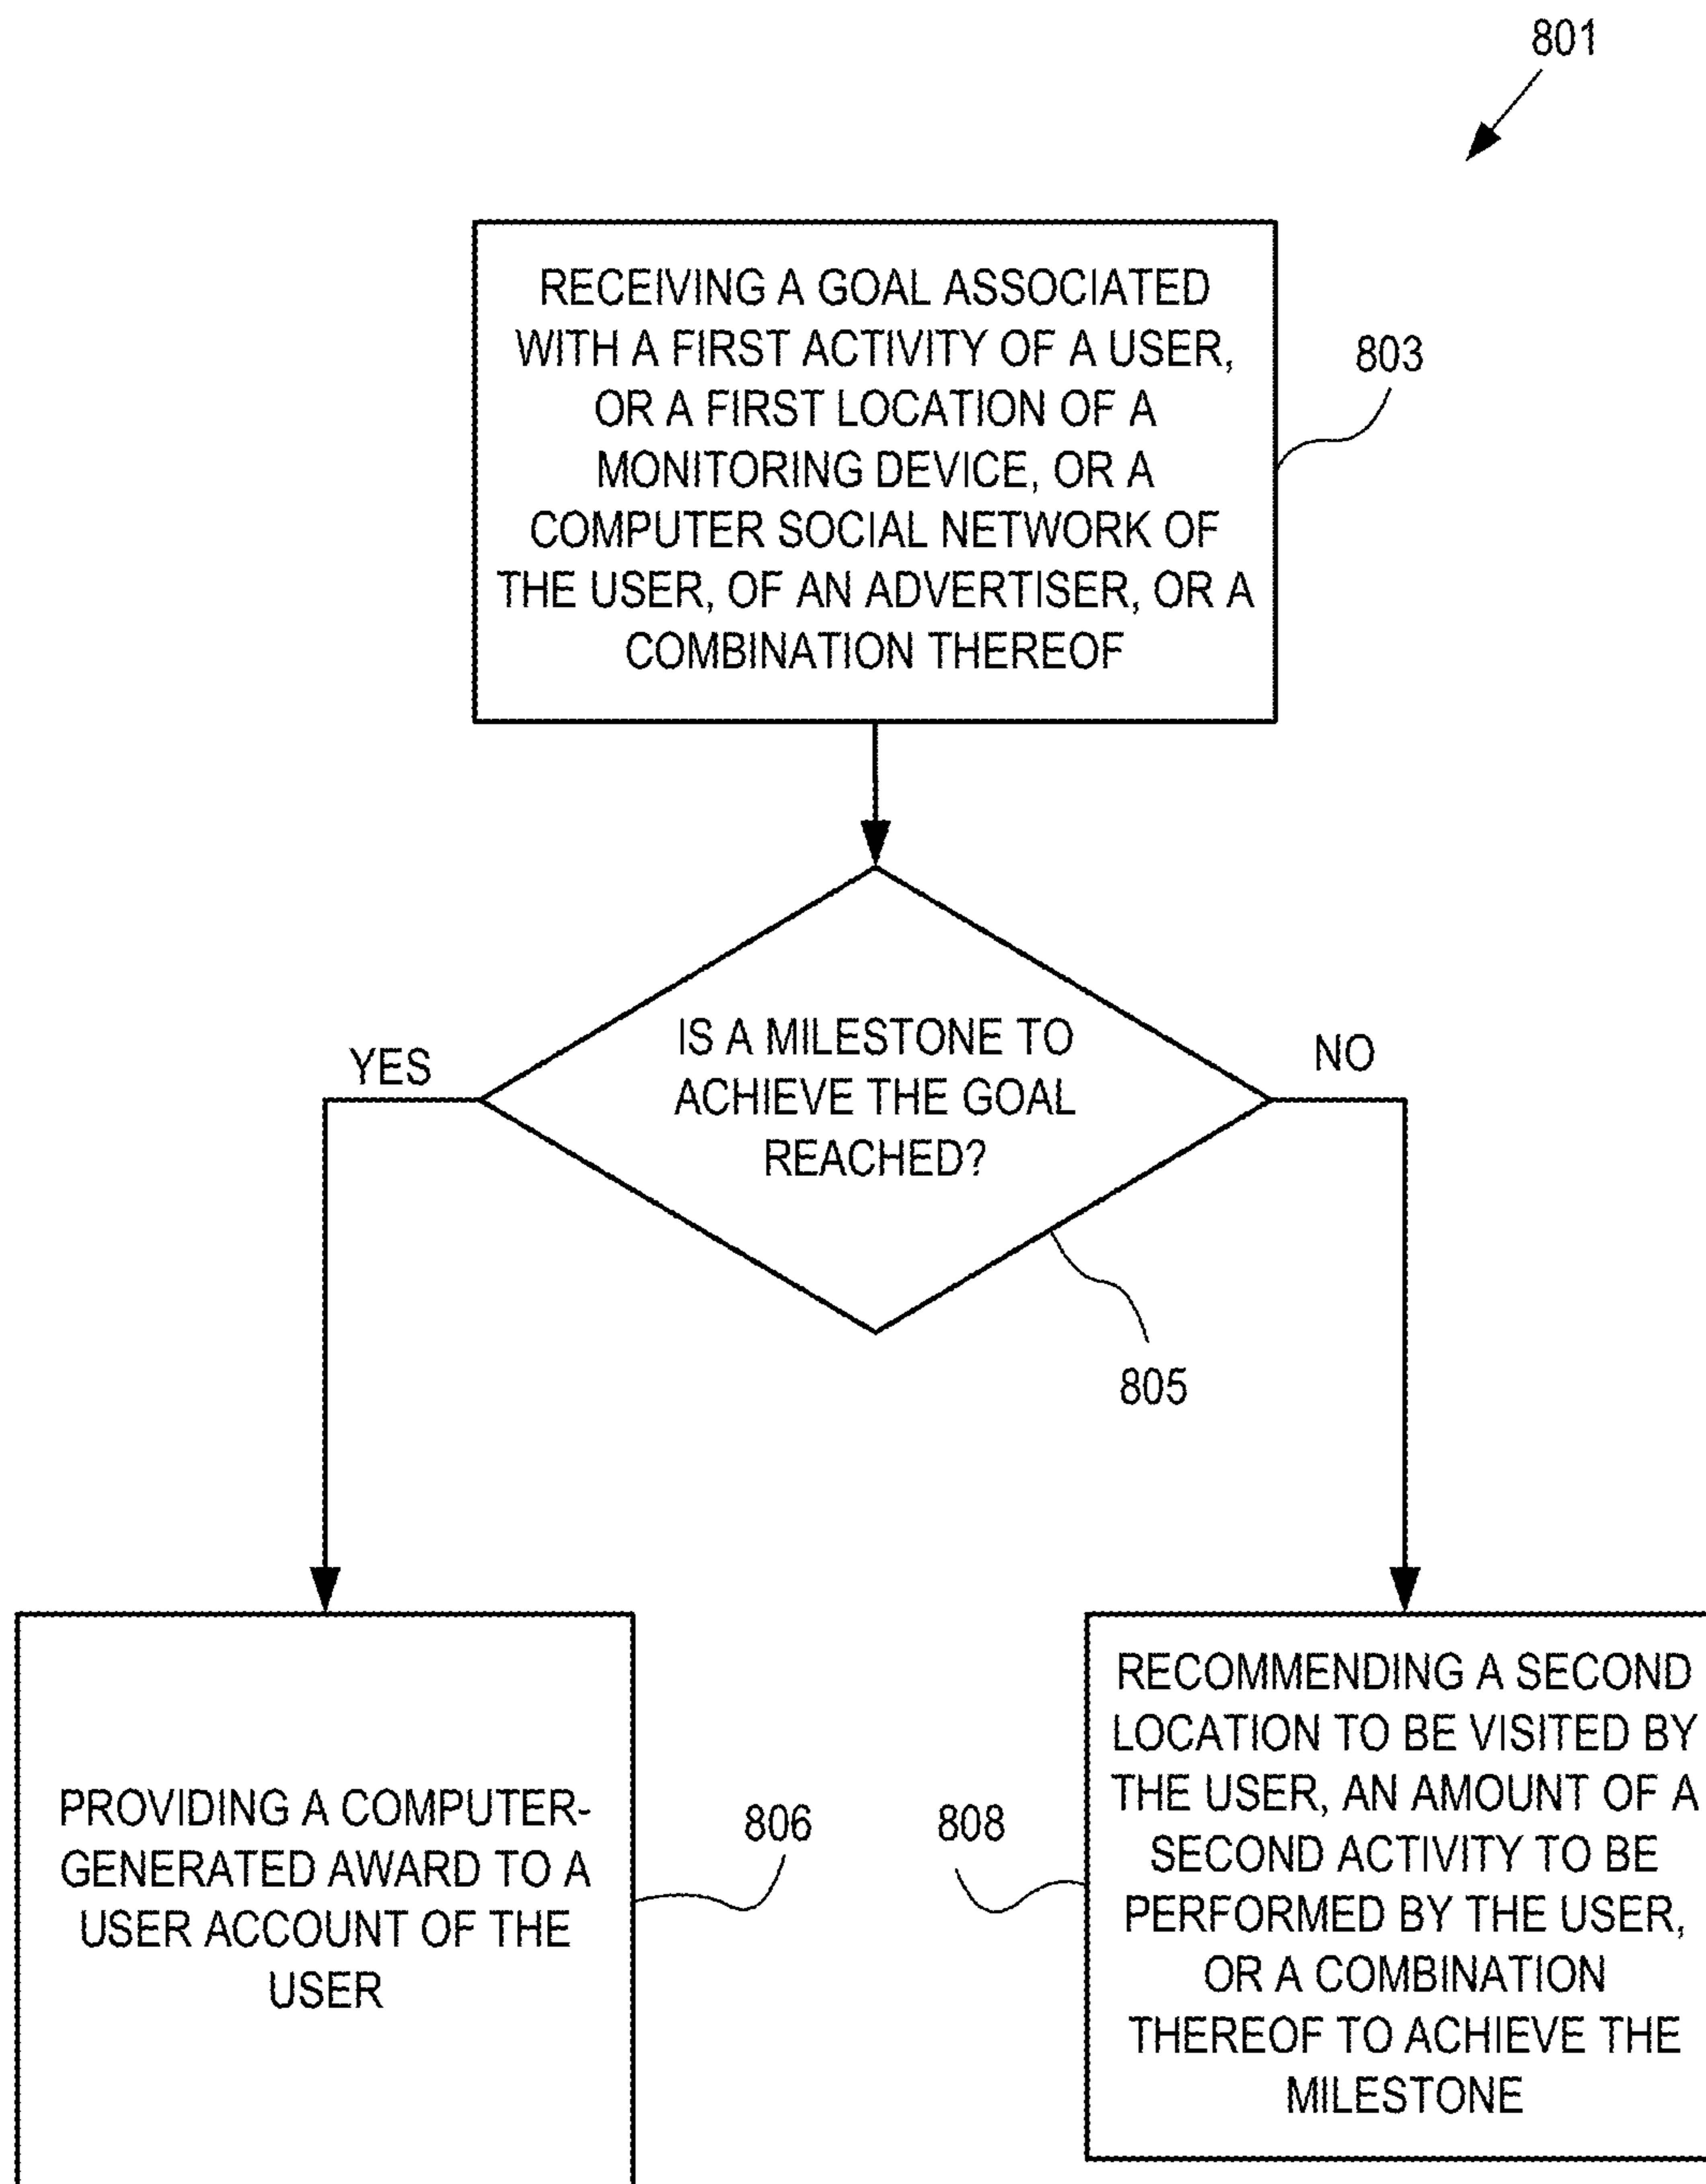 801
RECEIVING A GOAL ASSOCIATED
WITH A FIRST ACTIVITY OF A USER,
OR A FIRST LOCATION OF A
MONITORING DEVICE, OR A
COMPUTER SOCIAL NETWORK OF
THE USER, OF AN ADVERTISER, OR A
COMBINATION THEREOF
803
IS A MILESTONE TO
ACHIEVE THE GOAL
REACHED?
YES
NO
805
PROVIDING A COMPUTER-
GENERATED AWARD TO A
USER ACCOUNT OF THE
USER
806
808
RECOMMENDING A SECOND
LOCATION TO BE VISITED BY
THE USER, AN AMOUNT OF A
SECOND ACTIVITY TO BE
PERFORMED BY THE USER,
OR A COMBINATION
THEREOF TO ACHIEVE THE
MILESTONE